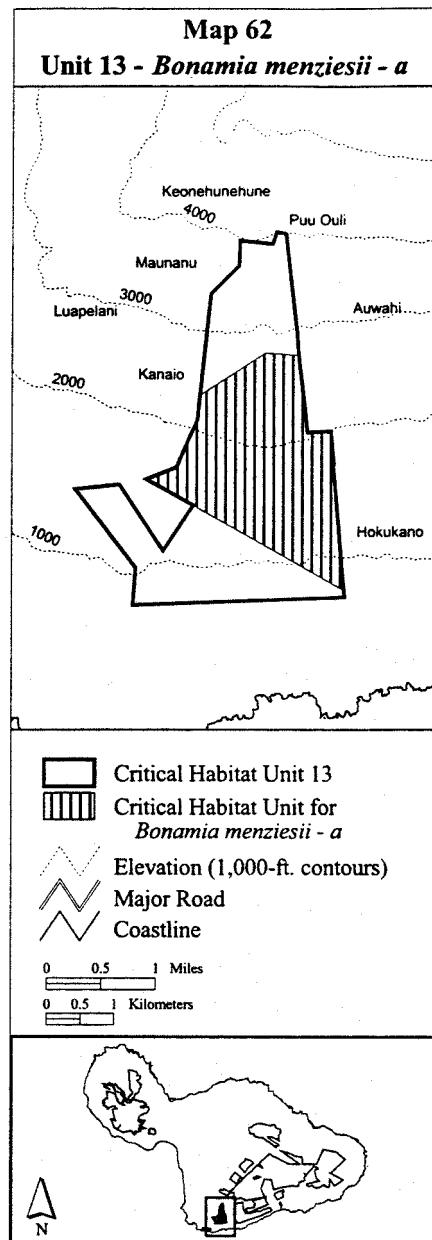 Map 62
Unit 13 - Bonamia menziesii - a
Keonehunehune
4000
Puu Ouli
Maunanu
3000
Luapelani
Auwahi
Kanaio
2000
1000
Hokukano
Critical Habitat Unit 13
Critical Habitat Unit for
Bonamia menziesii - a
Elevation (1,000-ft. contours)
Major Road
Coastline
0 0.5 1 Miles
0 0.5 1 Kilometers
N